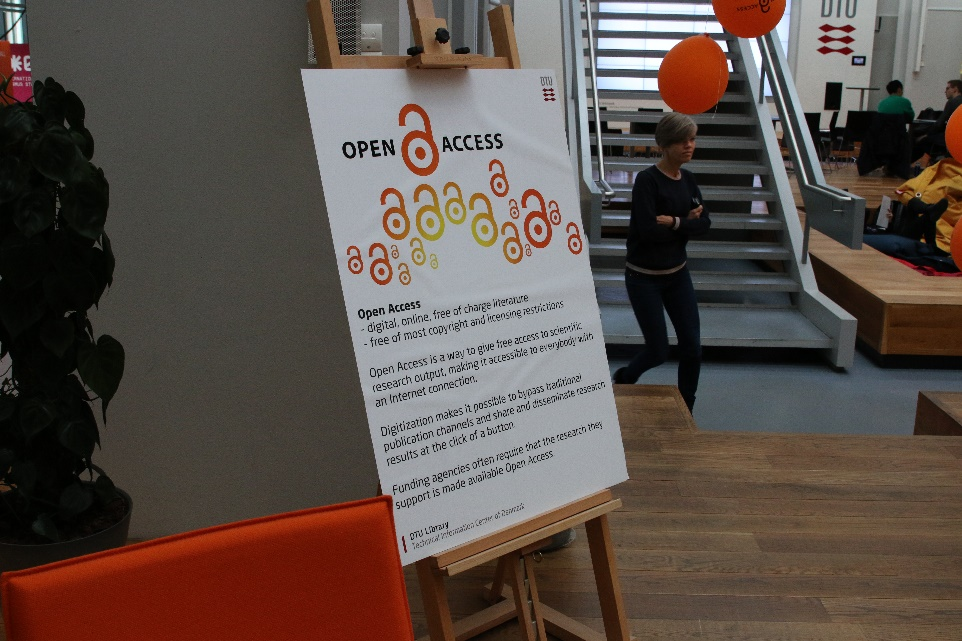 DTU
ACCESS
DTU
OPEN ACCESS
Open Access
- digital, online, free of charge literature
- free of most copyright and licensing restrictions
Open Access is a way to give free access to scientific
research output, making it accessible to everybody with
an Internet connection.
Digitization makes it possible to bypass traditional
publication channels and share and disseminate research
results at the click of a button.
Funding agencies often require that the research they
support is made available Open Access.
DTU Library
Technical Information Center of Denmark